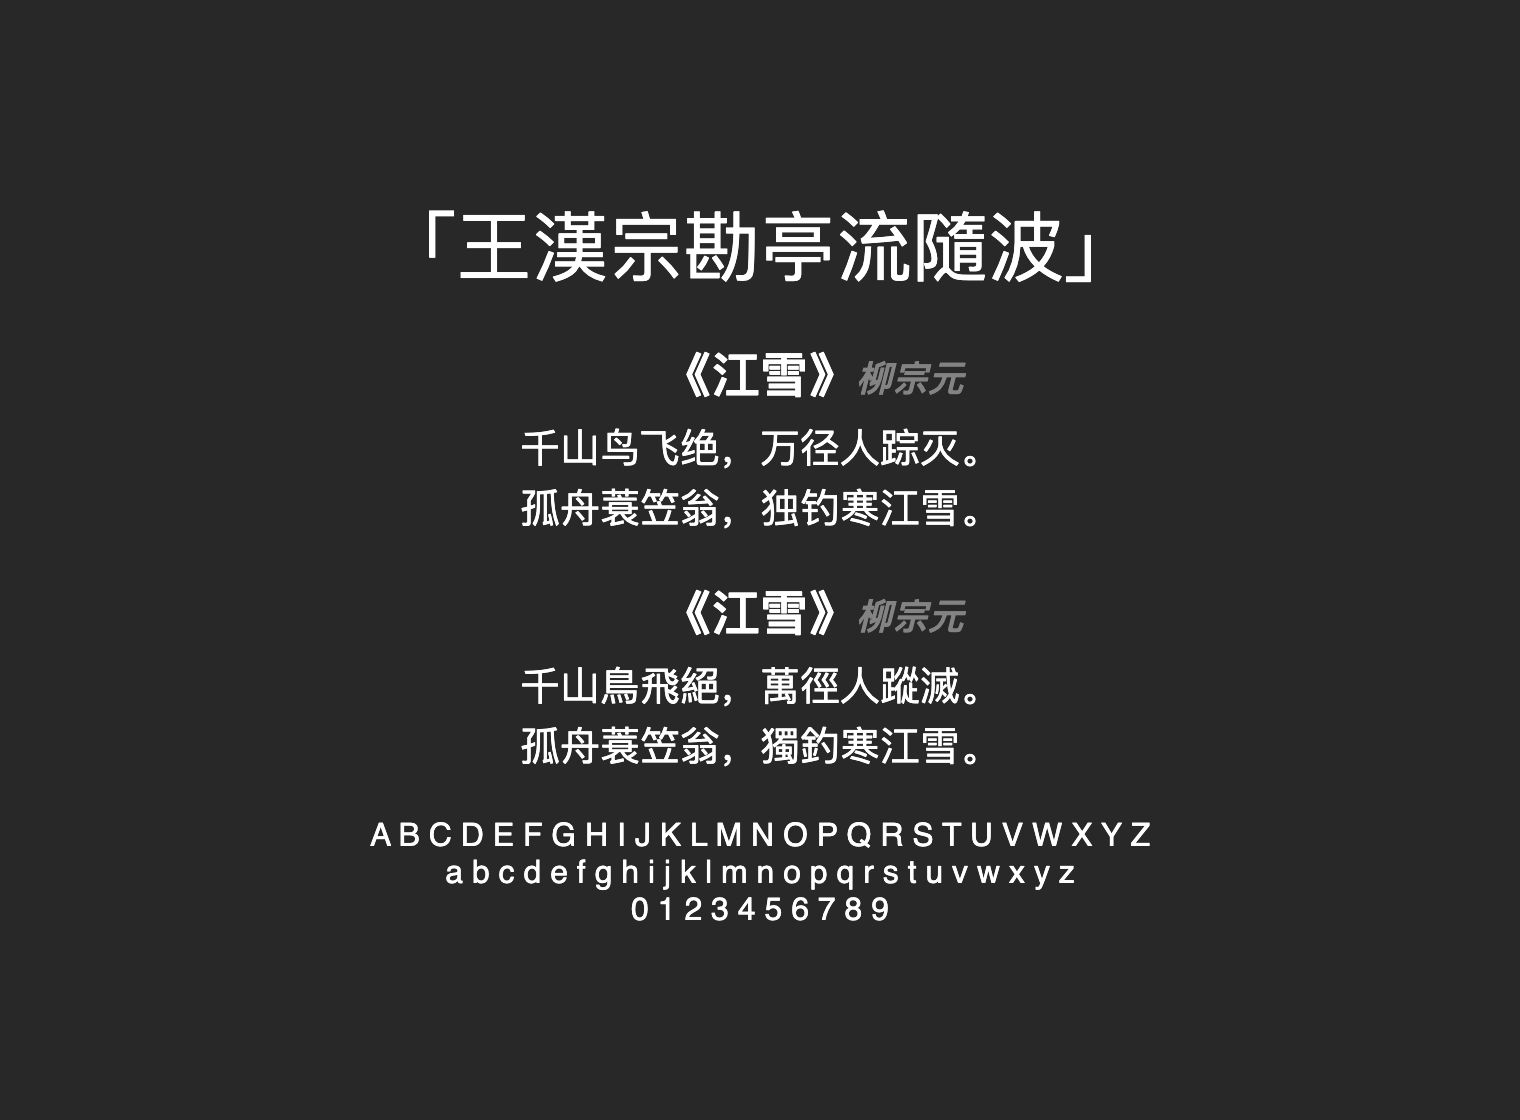 「王漢宗勘亭流隨波」
《江雪》 柳宗元
千山鸟飞绝，万径人踪灭。
孤舟蓑笠翁，独钓寒江雪。
《江雪》 柳宗元
千山鳥飛絕，萬徑人蹤滅。
孤舟蓑笠翁，獨釣寒江雪。
A B C D E F G H I J K L M N O P Q R S T U V W X Y Z
a b c d e f g h i j k l m n o p q r s t u v w x y z
0 1 2 3 4 5 6 7 8 9